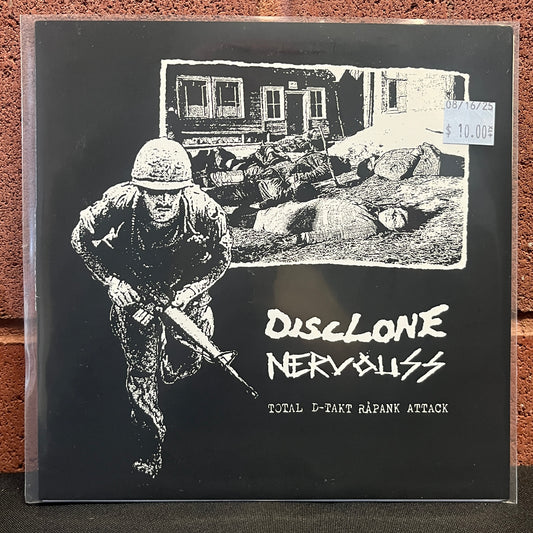 08/16/25
$ 10.00
DISCLONE
NERVÖUSS
TOTAL D-TAKT RÅPANK ATTACK